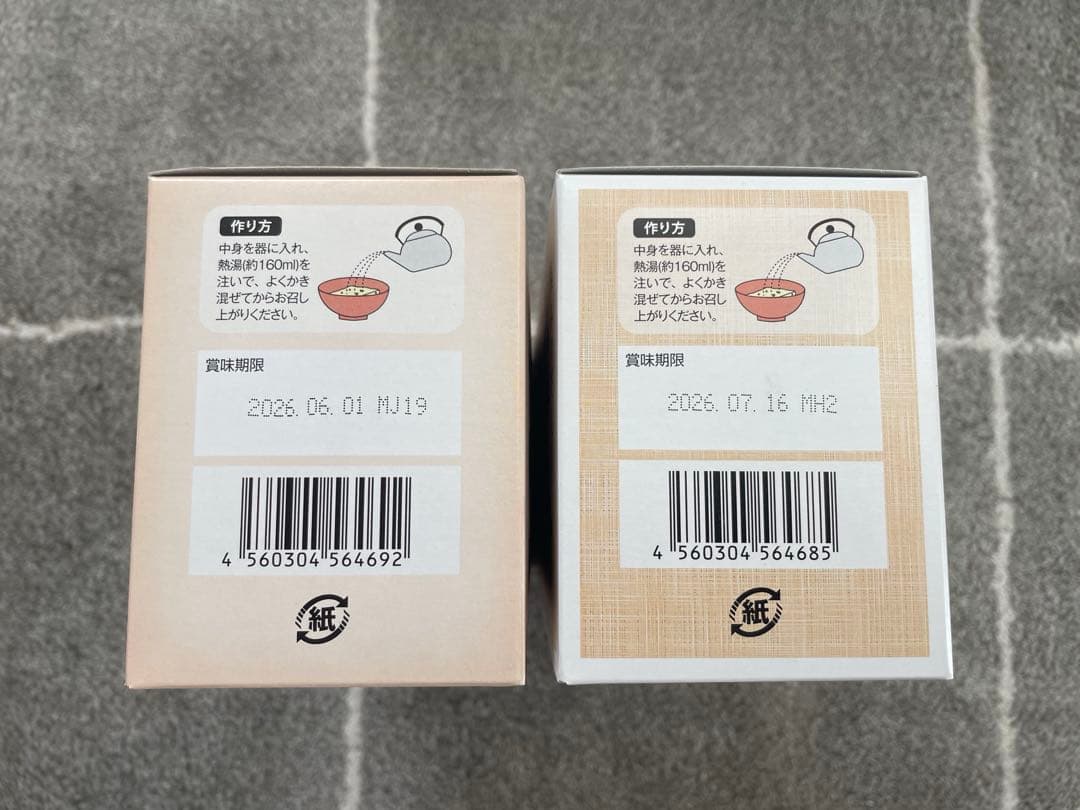 作り方
中身を器に入れ、
熱湯(約160ml)を
注いで、よくかき
混ぜてからお召し
上がりください。
賞味期限
2026.06.01 MJ19
4 560304 564692
紙
作り方
中身を器に入れ、
熱湯(約160ml)を
注いで、よくかき
混ぜてからお召し
上がりください。
賞味期限
2026.07.16 MH2
4 560304 564685
紙